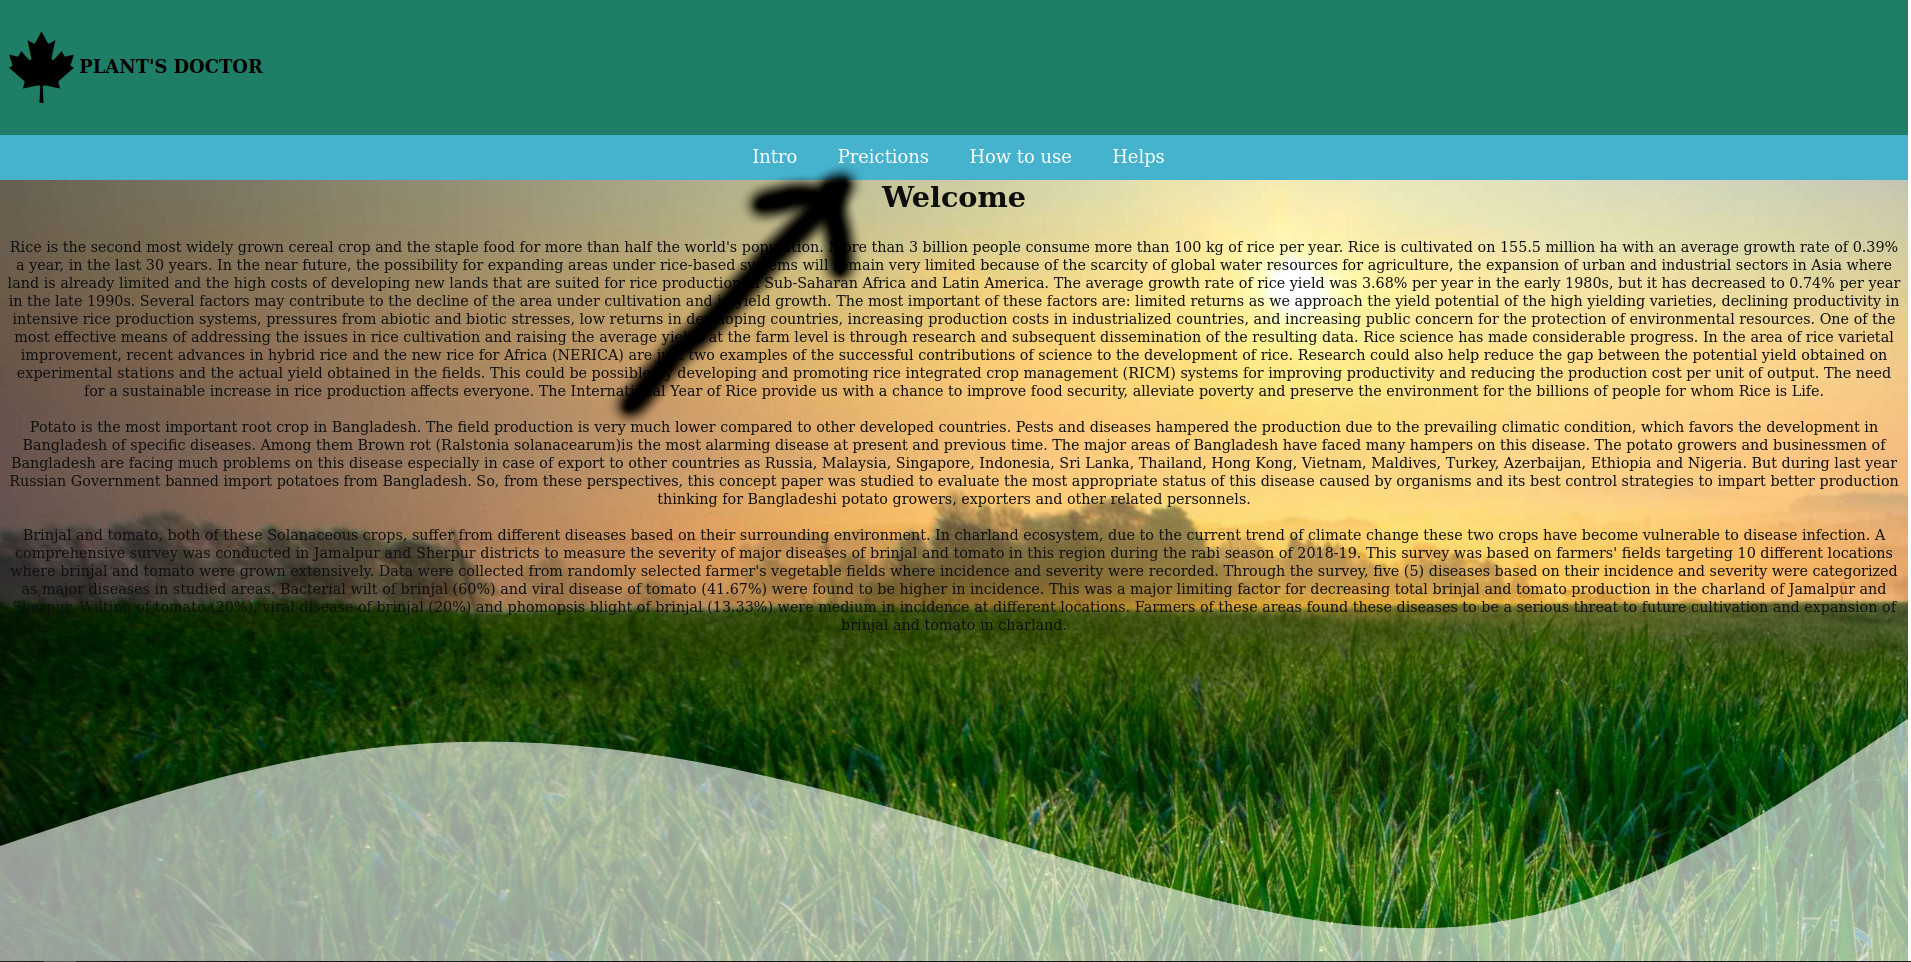 PLANT'S DOCTOR
Intro Preictions How to use Helps
Welcome
Rice is the second most widely grown cereal crop and the staple food for more than half the world's population. More than 3 billion people consume more than 100 kg of rice per year. Rice is cultivated on 155.5 million ha with an average growth rate of 0.39%
a year, in the last 30 years. In the near future, the possibility for expanding areas under rice-based systems will remain very limited because of the scarcity of global water resources for agriculture, the expansion of urban and industrial sectors in Asia where
land is already limited and the high costs of developing new lands that are suited for rice production in Sub-Saharan Africa and Latin America. The average growth rate of rice yield was 3.68% per year in the early 1980s, but it has decreased to 0.74% per year
in the late 1990s. Several factors may contribute to the decline of the area under cultivation and in yield growth. The most important of these factors are: limited returns as we approach the yield potential of the high yielding varieties, declining productivity in
intensive rice production systems, pressures from abiotic and biotic stresses, low returns in developing countries, increasing production costs in industrialized countries, and increasing public concern for the protection of environmental resources. One of the
most effective means of addressing the issues in rice cultivation and raising the average yields at the farm level is through research and subsequent dissemination of the resulting data. Rice science has made considerable progress. In the area of rice varietal
improvement, recent advances in hybrid rice and the new rice for Africa (NERICA) are just two examples of the successful contributions of science to the development of rice. Research could also help reduce the gap between the potential yield obtained on
experimental stations and the actual yield obtained in the fields. This could be possible by developing and promoting rice integrated crop management (RICM) systems for improving productivity and reducing the production cost per unit of output. The need
for a sustainable increase in rice production affects everyone. The International Year of Rice provide us with a chance to improve food security, alleviate poverty and preserve the environment for the billions of people for whom Rice is Life.
Potato is the most important root crop in Bangladesh. The field production is very much lower compared to other developed countries. Pests and diseases hampered the production due to the prevailing climatic condition, which favors the development in
Bangladesh of specific diseases. Among them Brown rot (Ralstonia solanacearum)is the most alarming disease at present and previous time. The major areas of Bangladesh have faced many hampers on this disease. The potato growers and businessmen of
Bangladesh are facing much problems on this disease especially in case of export to other countries as Russia, Malaysia, Singapore, Indonesia, Sri Lanka, Thailand, Hong Kong, Vietnam, Maldives, Turkey, Azerbaijan, Ethiopia and Nigeria. But during last year
Russian Government banned import potatoes from Bangladesh. So, from these perspectives, this concept paper was studied to evaluate the most appropriate status of this disease caused by organisms and its best control strategies to impart better production
thinking for Bangladeshi potato growers, exporters and other related personnels.
Brinjal and tomato, both of these Solanaceous crops, suffer from different diseases based on their surrounding environment. In charland ecosystem, due to the current trend of climate change these two crops have become vulnerable to disease infection. A
comprehensive survey was conducted in Jamalpur and Sherpur districts to measure the severity of major diseases of brinjal and tomato in this region during the rabi season of 2018-19. This survey was based on farmers' fields targeting 10 different locations
where brinjal and tomato were grown extensively. Data were collected from randomly selected farmer's vegetable fields where incidence and severity were recorded. Through the survey, five (5) diseases based on their incidence and severity were categorized
as major diseases in studied areas. Bacterial wilt of brinjal (60%) and viral disease of tomato (41.67%) were found to be higher in incidence. This was a major limiting factor for decreasing total brinjal and tomato production in the charland of Jamalpur and
Sherpur. Wilting of tomato (20%), viral disease of brinjal (20%) and phomopsis blight of brinjal (13.33%) were medium in incidence at different locations. Farmers of these areas found these diseases to be a serious threat to future cultivation and expansion of
brinjal and tomato in charland.